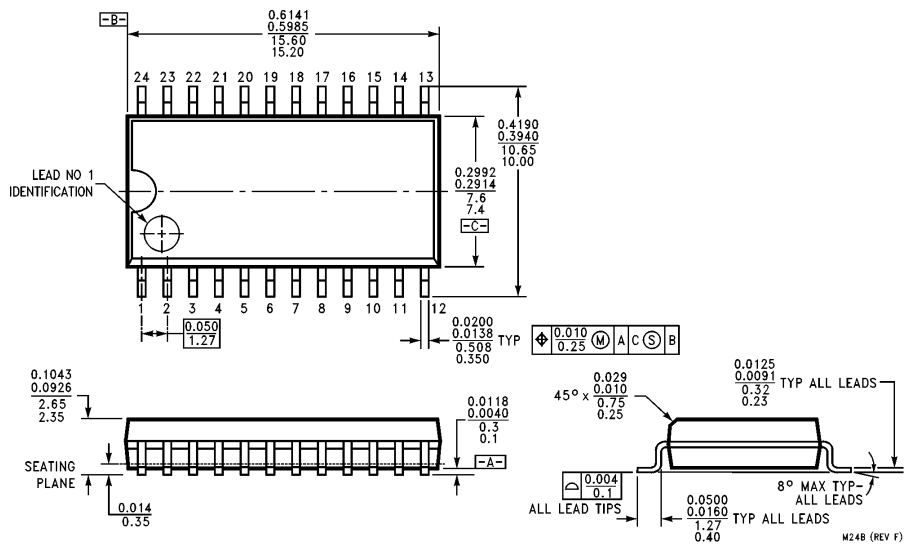 0.6141
0.5985
15.60
15.20
-B-
24 23 22 21 20 19 18 17 16 15 14 13
0.4190
0.3940
10.65
10.00
LEAD NO 1
IDENTIFICATION
0.2992
0.2914
7.6
7.4
-C-
1 2 3 4 5 6 7 8 9 10 11 12
0.050
1.27
0.0200
0.0138
0.508
0.350
TYP
⌖ 0.010
0.25
Ⓜ A C Ⓢ B
0.1043
0.0926
2.65
2.35
0.0118
0.0040
0.3
0.1
-A-
SEATING
PLANE
0.014
0.35
45° x
0.029
0.010
0.75
0.25
0.0125
0.0091
0.32
0.23
TYP ALL LEADS
0.004
0.1
ALL LEAD TIPS
8° MAX TYP-
ALL LEADS
0.0500
0.0160
1.27
0.40
TYP ALL LEADS
M24B (REV F)